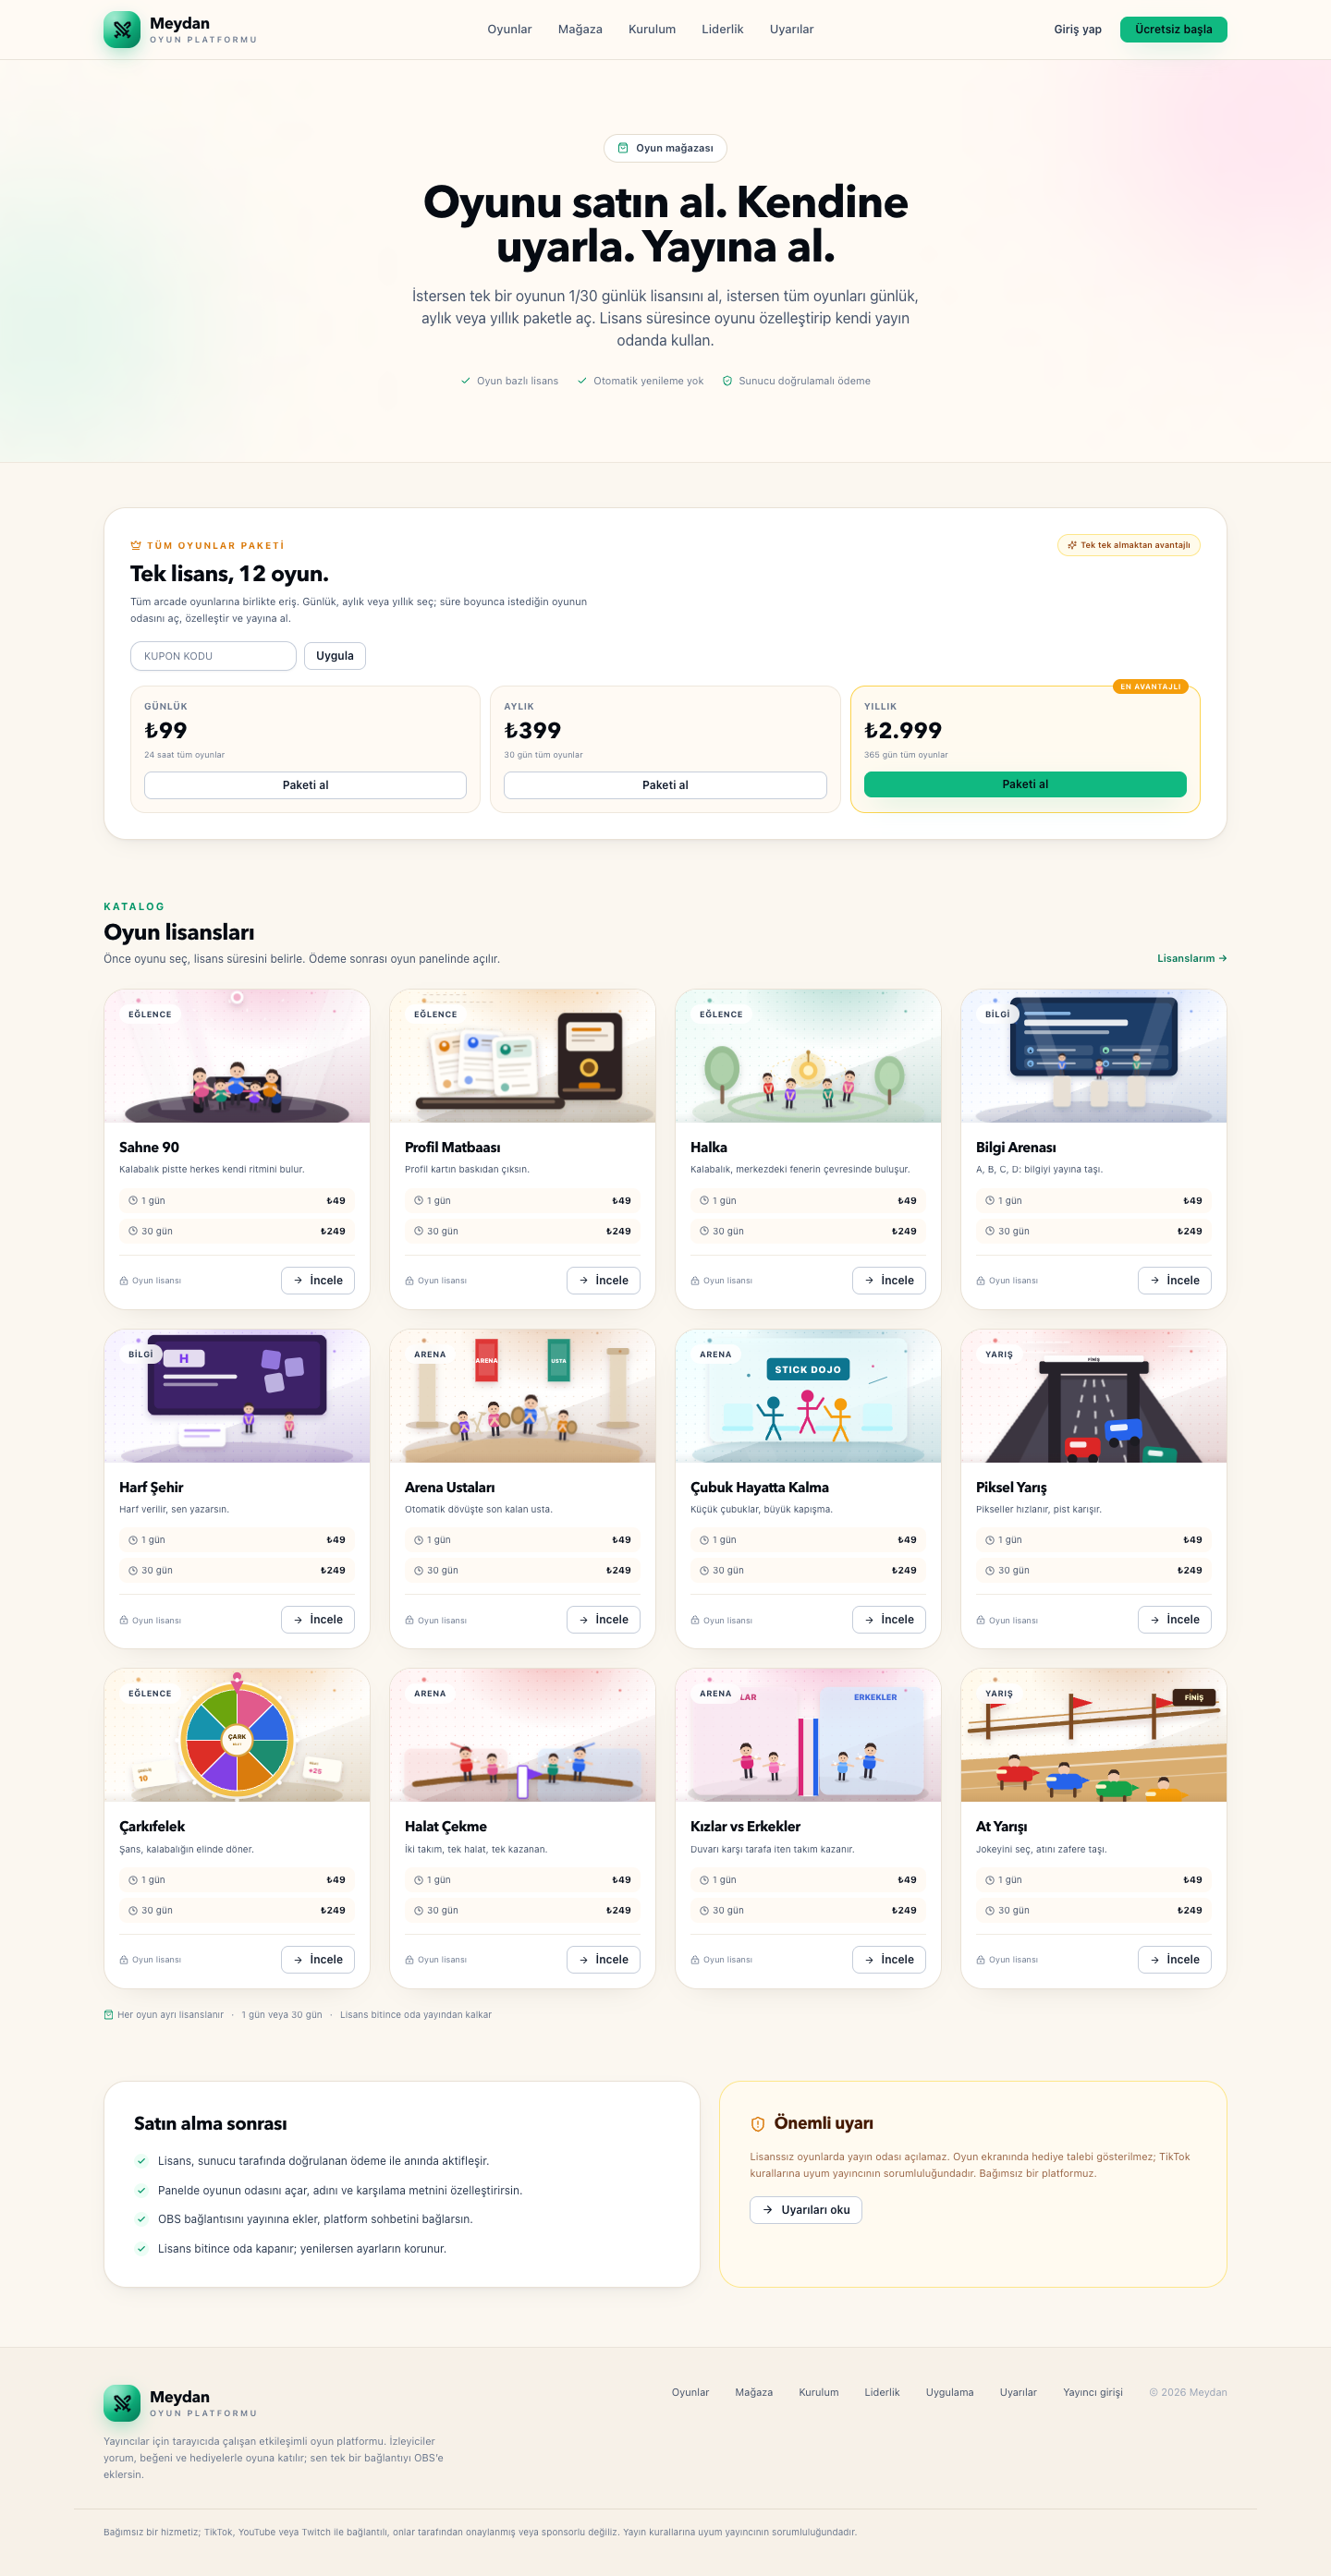 Meydan
OYUN PLATFORMU
Oyunlar Mağaza Kurulum Liderlik Uyarılar
Giriş yap
Ücretsiz başla
Oyun mağazası
Oyunu satın al. Kendine
uyarla. Yayına al.
İstersen tek bir oyunun 1/30 günlük lisansını al, istersen tüm oyunları günlük,
aylık veya yıllık paketle aç. Lisans süresince oyunu özelleştirip kendi yayın
odanda kullan.
Oyun bazlı lisans Otomatik yenileme yok Sunucu doğrulamalı ödeme
TÜM OYUNLAR PAKETİ
Tek tek almaktan avantajlı
Tek lisans, 12 oyun.
Tüm arcade oyunlarına birlikte eriş. Günlük, aylık veya yıllık seç; süre boyunca istediğin oyunun
odasını aç, özelleştir ve yayına al.
KUPON KODU
Uygula
GÜNLÜK
₺99
24 saat tüm oyunlar
Paketi al
AYLIK
₺399
30 gün tüm oyunlar
Paketi al
EN AVANTAJLI
YILLIK
₺2.999
365 gün tüm oyunlar
Paketi al
KATALOG
Oyun lisansları
Önce oyunu seç, lisans süresini belirle. Ödeme sonrası oyun panelinde açılır.
Lisanslarım →
EĞLENCE
Sahne 90
Kalabalık pistte herkes kendi ritmini bulur.
1 gün ₺49
30 gün ₺249
Oyun lisansı
İncele
EĞLENCE
Profil Matbaası
Profil kartın baskıdan çıksın.
1 gün ₺49
30 gün ₺249
Oyun lisansı
İncele
EĞLENCE
Halka
Kalabalık, merkezdeki fenerin çevresinde buluşur.
1 gün ₺49
30 gün ₺249
Oyun lisansı
İncele
BİLGİ
Bilgi Arenası
A, B, C, D: bilgiyi yayına taşı.
1 gün ₺49
30 gün ₺249
Oyun lisansı
İncele
BİLGİ
H
Harf Şehir
Harf verilir, sen yazarsın.
1 gün ₺49
30 gün ₺249
Oyun lisansı
İncele
ARENA
ARENA
USTA
Arena Ustaları
Otomatik dövüşte son kalan usta.
1 gün ₺49
30 gün ₺249
Oyun lisansı
İncele
ARENA
STICK DOJO
Çubuk Hayatta Kalma
Küçük çubuklar, büyük kapışma.
1 gün ₺49
30 gün ₺249
Oyun lisansı
İncele
YARIŞ
FİNİŞ
Piksel Yarış
Pikseller hızlanır, pist karışır.
1 gün ₺49
30 gün ₺249
Oyun lisansı
İncele
EĞLENCE
ÇARK
10
+25
Çarkıfelek
Şans, kalabalığın elinde döner.
1 gün ₺49
30 gün ₺249
Oyun lisansı
İncele
ARENA
Halat Çekme
İki takım, tek halat, tek kazanan.
1 gün ₺49
30 gün ₺249
Oyun lisansı
İncele
ARENA
LAR
ERKEKLER
Kızlar vs Erkekler
Duvarı karşı tarafa iten takım kazanır.
1 gün ₺49
30 gün ₺249
Oyun lisansı
İncele
YARIŞ
FİNİŞ
At Yarışı
Jokeyini seç, atını zafere taşı.
1 gün ₺49
30 gün ₺249
Oyun lisansı
İncele
Her oyun ayrı lisanslanır · 1 gün veya 30 gün · Lisans bitince oda yayından kalkar
Satın alma sonrası
Lisans, sunucu tarafında doğrulanan ödeme ile anında aktifleşir.
Panelde oyunun odasını açar, adını ve karşılama metnini özelleştirirsin.
OBS bağlantısını yayınına ekler, platform sohbetini bağlarsın.
Lisans bitince oda kapanır; yenilersen ayarların korunur.
Önemli uyarı
Lisanssız oyunlarda yayın odası açılamaz. Oyun ekranında hediye talebi gösterilmez; TikTok
kurallarına uyum yayıncının sorumluluğundadır. Bağımsız bir platformuz.
Uyarıları oku
Meydan
OYUN PLATFORMU
Yayıncılar için tarayıcıda çalışan etkileşimli oyun platformu. İzleyiciler
yorum, beğeni ve hediyelerle oyuna katılır; sen tek bir bağlantıyı OBS'e
eklersin.
Oyunlar Mağaza Kurulum Liderlik Uygulama Uyarılar Yayıncı girişi © 2026 Meydan
Bağımsız bir hizmetiz; TikTok, YouTube veya Twitch ile bağlantılı, onlar tarafından onaylanmış veya sponsorlu değiliz. Yayın kurallarına uyum yayıncının sorumluluğundadır.